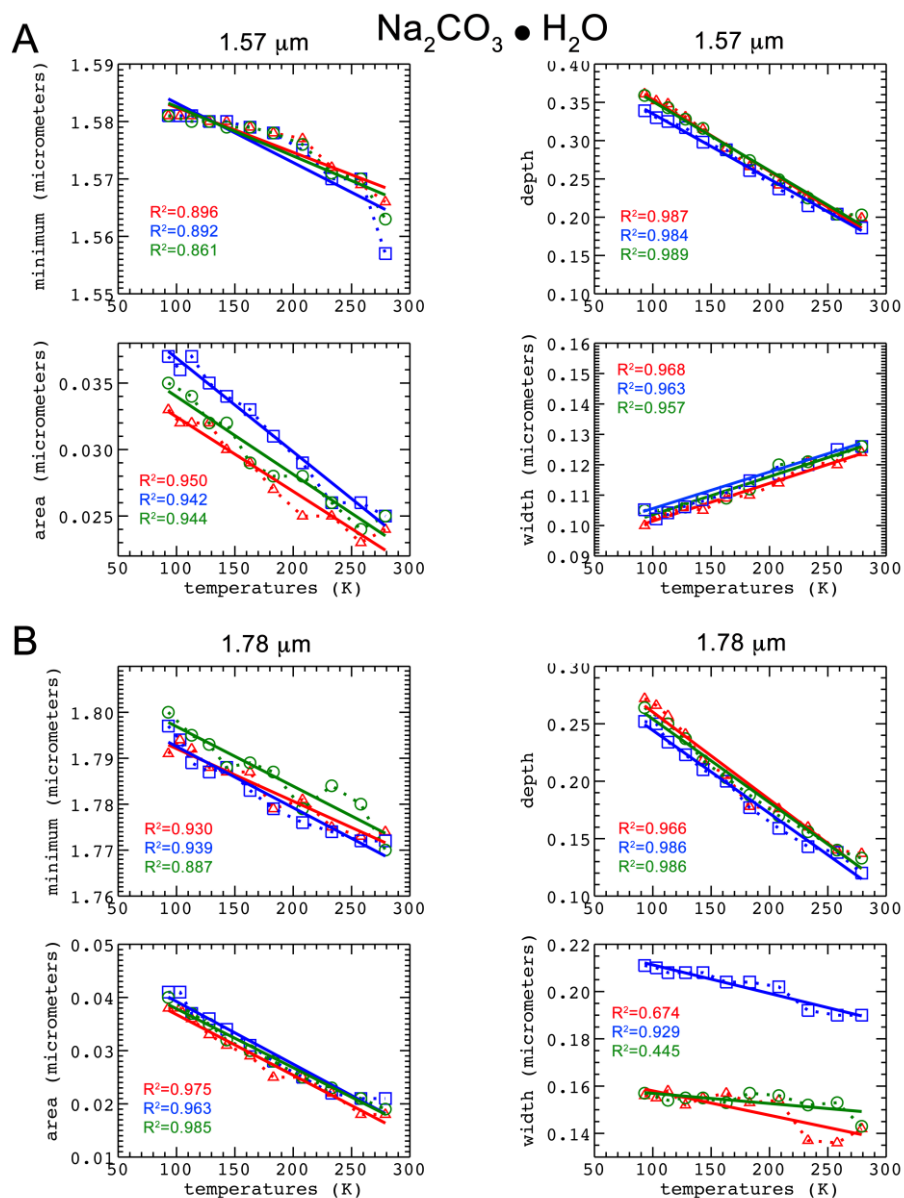 Na₂CO₃ • H₂O
A
1.57 µm
1.57 µm
minimum (micrometers)
1.59
1.58
1.57
1.56
1.55
R²=0.896
R²=0.892
R²=0.861
50 100 150 200 250 300
depth
0.40
0.35
0.30
0.25
0.20
0.15
0.10
R²=0.987
R²=0.984
R²=0.989
50 100 150 200 250 300
area (micrometers)
0.035
0.030
0.025
R²=0.950
R²=0.942
R²=0.944
50 100 150 200 250 300
temperatures (K)
width (micrometers)
0.16
0.15
0.14
0.13
0.12
0.11
0.10
0.09
R²=0.968
R²=0.963
R²=0.957
50 100 150 200 250 300
temperatures (K)
B
1.78 µm
1.78 µm
minimum (micrometers)
1.80
1.79
1.78
1.77
1.76
R²=0.930
R²=0.939
R²=0.887
50 100 150 200 250 300
depth
0.30
0.25
0.20
0.15
0.10
R²=0.966
R²=0.986
R²=0.986
50 100 150 200 250 300
area (micrometers)
0.05
0.04
0.03
0.02
0.01
R²=0.975
R²=0.963
R²=0.985
50 100 150 200 250 300
temperatures (K)
width (micrometers)
0.22
0.20
0.18
0.16
0.14
R²=0.674
R²=0.929
R²=0.445
50 100 150 200 250 300
temperatures (K)